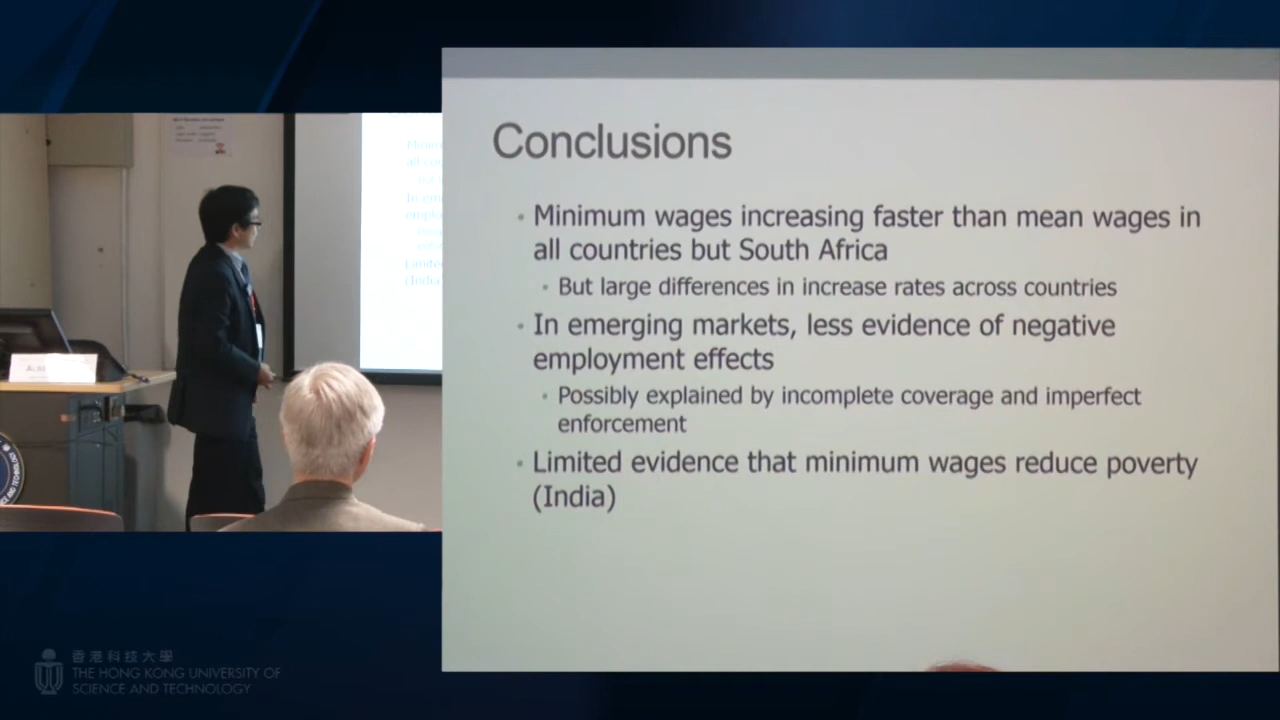 Conclusions
• Minimum wages increasing faster than mean wages in
all countries but South Africa
• But large differences in increase rates across countries
• In emerging markets, less evidence of negative
employment effects
• Possibly explained by incomplete coverage and imperfect
enforcement
• Limited evidence that minimum wages reduce poverty
(India)
香港科技大學
THE HONG KONG UNIVERSITY OF
SCIENCE AND TECHNOLOGY